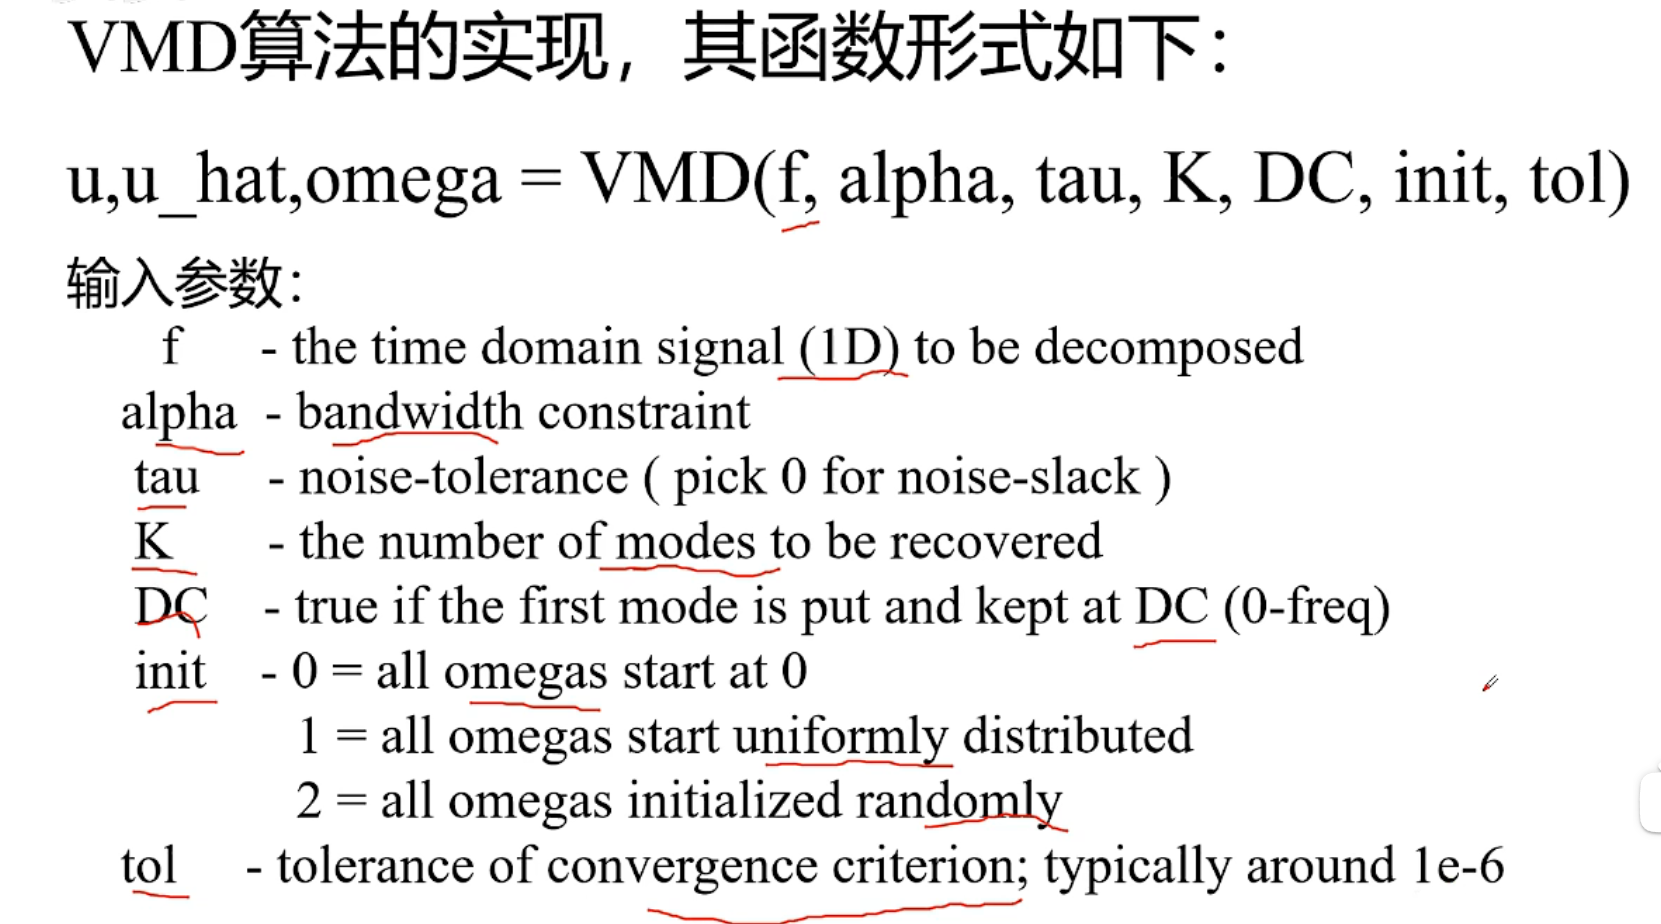 VMD算法的实现，其函数形式如下：
u,u_hat,omega = VMD(f, alpha, tau, K, DC, init, tol)
输入参数：
f - the time domain signal (1D) to be decomposed
alpha - bandwidth constraint
tau - noise-tolerance ( pick 0 for noise-slack )
K - the number of modes to be recovered
DC - true if the first mode is put and kept at DC (0-freq)
init - 0 = all omegas start at 0
1 = all omegas start uniformly distributed
2 = all omegas initialized randomly
tol - tolerance of convergence criterion; typically around 1e-6